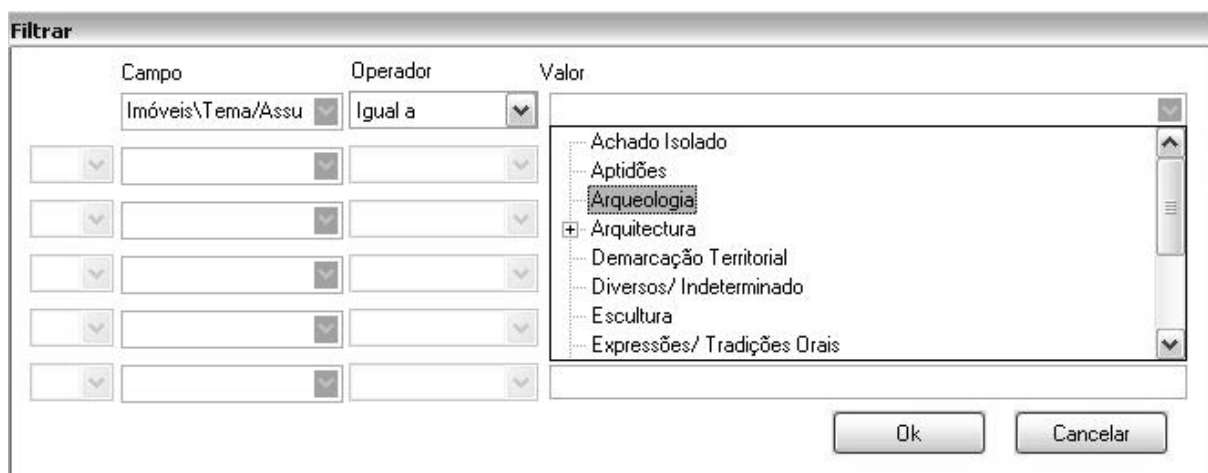 Filtrar
Campo Operador Valor
Imóveis\Tema/Assu Igual a
Achado Isolado
Aptidões
Arqueologia
Arquitectura
Demarcação Territorial
Diversos/ Indeterminado
Escultura
Expressões/ Tradições Orais
Ok Cancelar